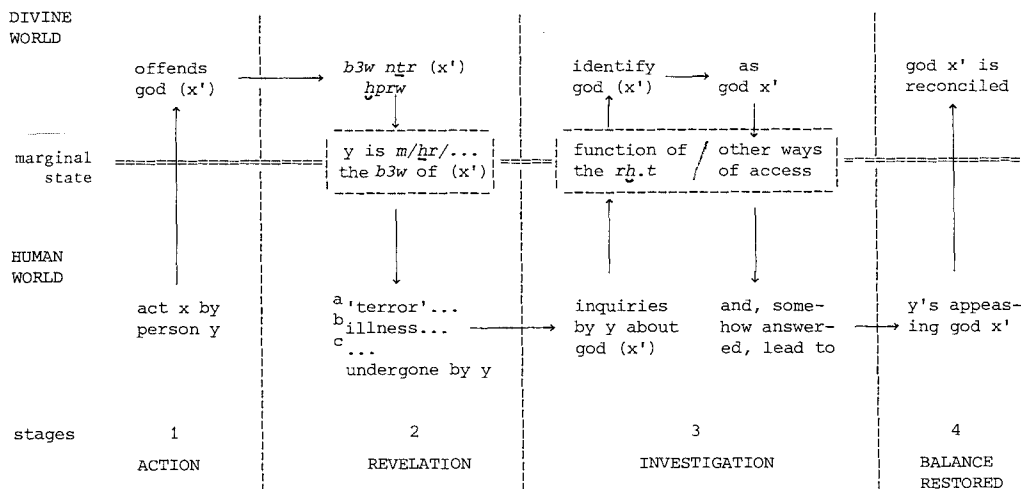 DIVINE
WORLD
offends
god (x')
b3w nṯr (x')
ḫprw
identify
god (x')
as
god x'
god x' is
reconciled
marginal
state
y is m/ẖr/...
the b3w of (x')
function of
the rḫ.t
/
other ways
of access
HUMAN
WORLD
act x by
person y
a 'terror'...
b illness...
c ...
undergone by y
inquiries
by y about
god (x')
and, some-
how answer-
ed, lead to
y's appeas-
ing god x'
stages
1
2
3
4
ACTION
REVELATION
INVESTIGATION
BALANCE
RESTORED